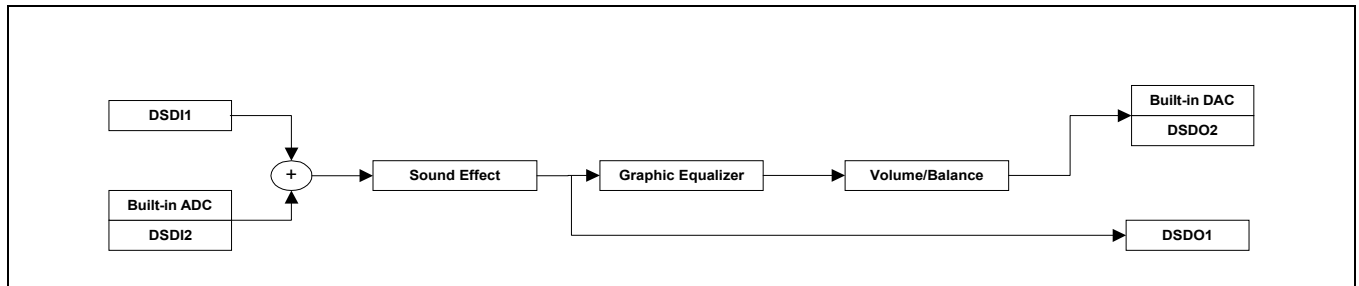 DSDI1
Built-in ADC
DSDI2
+
Sound Effect
Graphic Equalizer
Volume/Balance
Built-in DAC
DSDO2
DSDO1